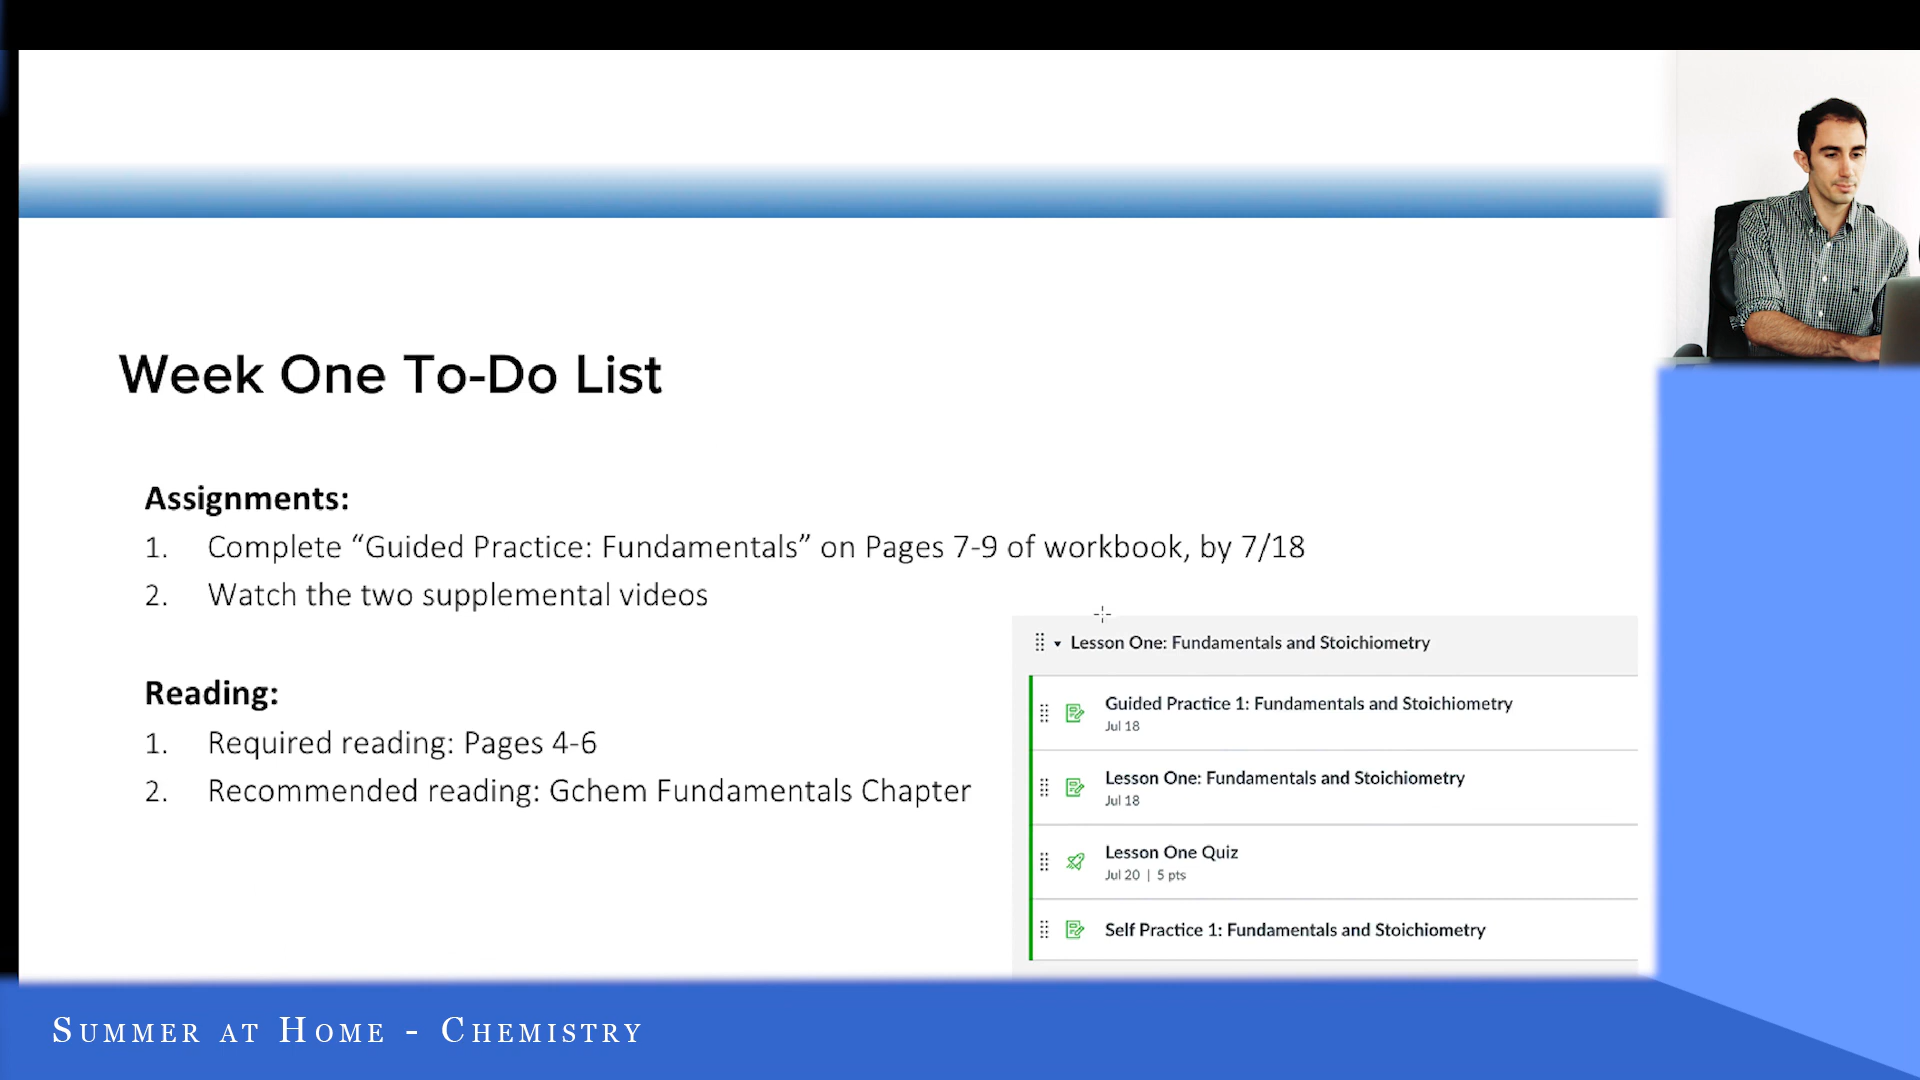 Week One To-Do List
Assignments:
1. Complete “Guided Practice: Fundamentals” on Pages 7-9 of workbook, by 7/18
2. Watch the two supplemental videos
Reading:
1. Required reading: Pages 4-6
2. Recommended reading: Gchem Fundamentals Chapter
Lesson One: Fundamentals and Stoichiometry
Guided Practice 1: Fundamentals and Stoichiometry
Jul 18
Lesson One: Fundamentals and Stoichiometry
Jul 18
Lesson One Quiz
Jul 20 | 5 pts
Self Practice 1: Fundamentals and Stoichiometry
Summer at Home - Chemistry